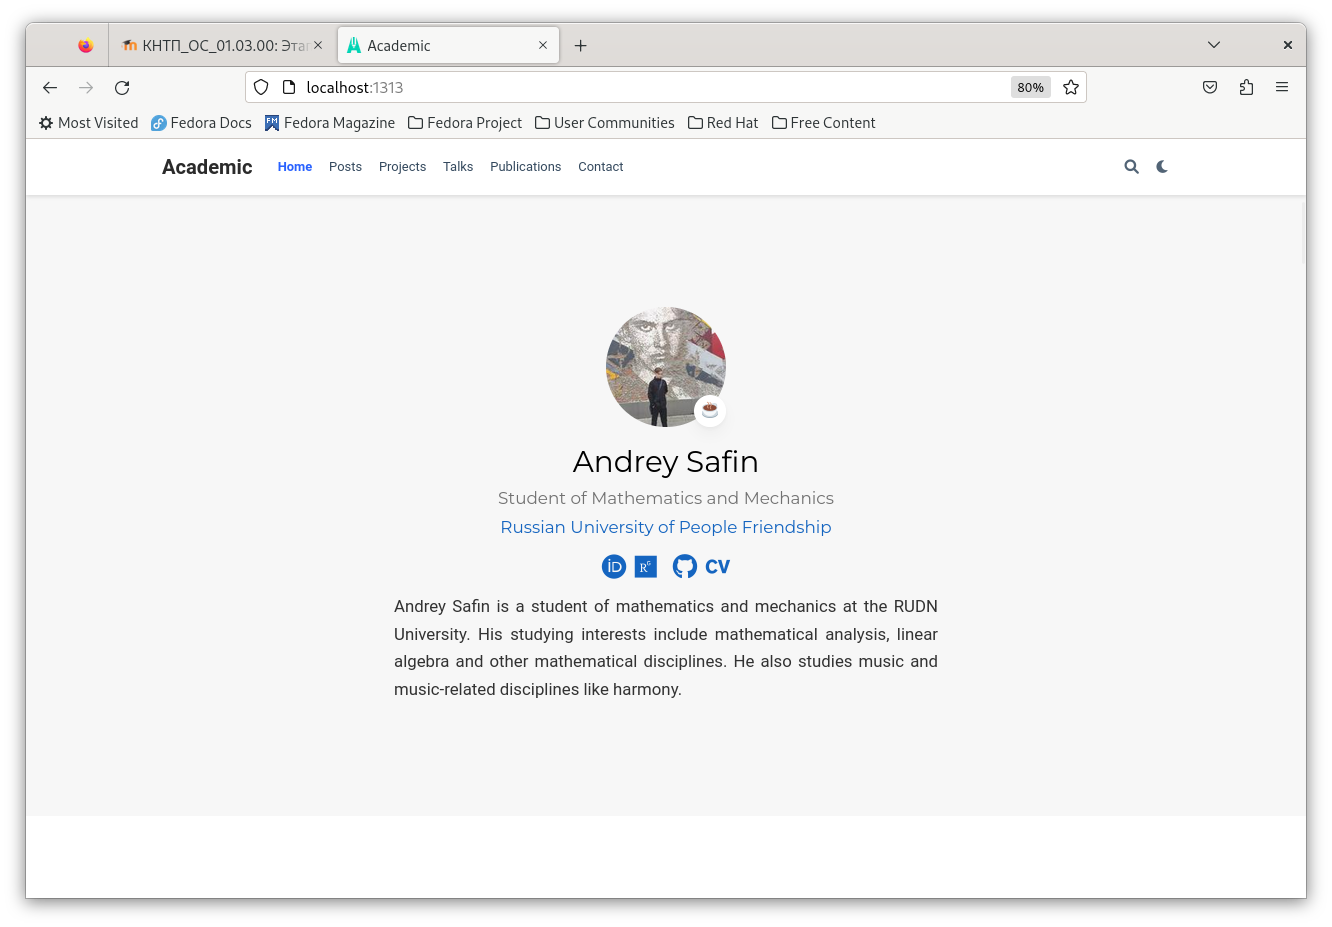 КНТП_ОС_01.03.00: Этап
Academic
localhost:1313
80%
Most Visited
Fedora Docs
Fedora Magazine
Fedora Project
User Communities
Red Hat
Free Content
Academic
Home
Posts
Projects
Talks
Publications
Contact
Andrey Safin
Student of Mathematics and Mechanics
Russian University of People Friendship
iD
RG
CV
Andrey Safin is a student of mathematics and mechanics at the RUDN
University. His studying interests include mathematical analysis, linear
algebra and other mathematical disciplines. He also studies music and
music-related disciplines like harmony.